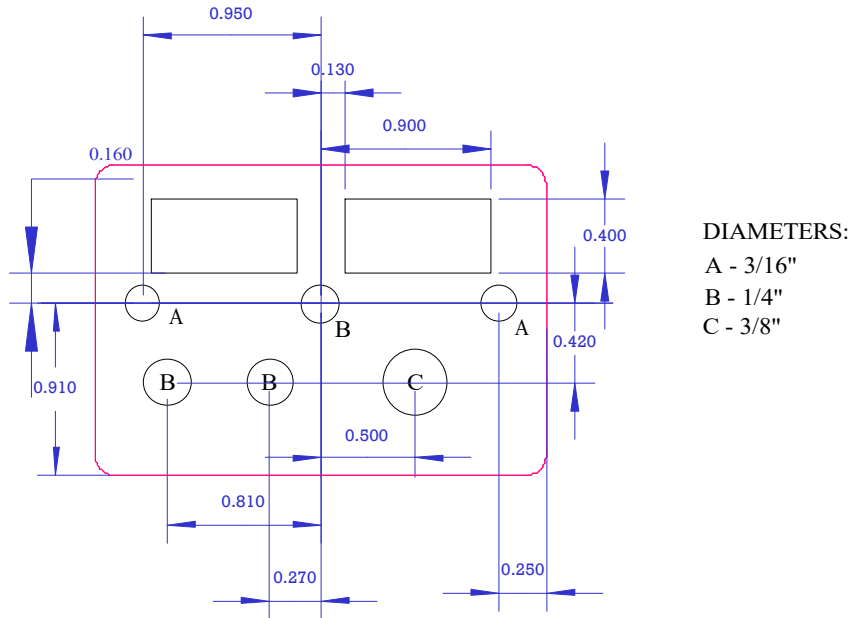 0.950
0.130
0.900
0.160
0.400
DIAMETERS:
A - 3/16"
B - 1/4"
C - 3/8"
A
B
A
0.420
B
B
C
0.910
0.500
0.810
0.270
0.250